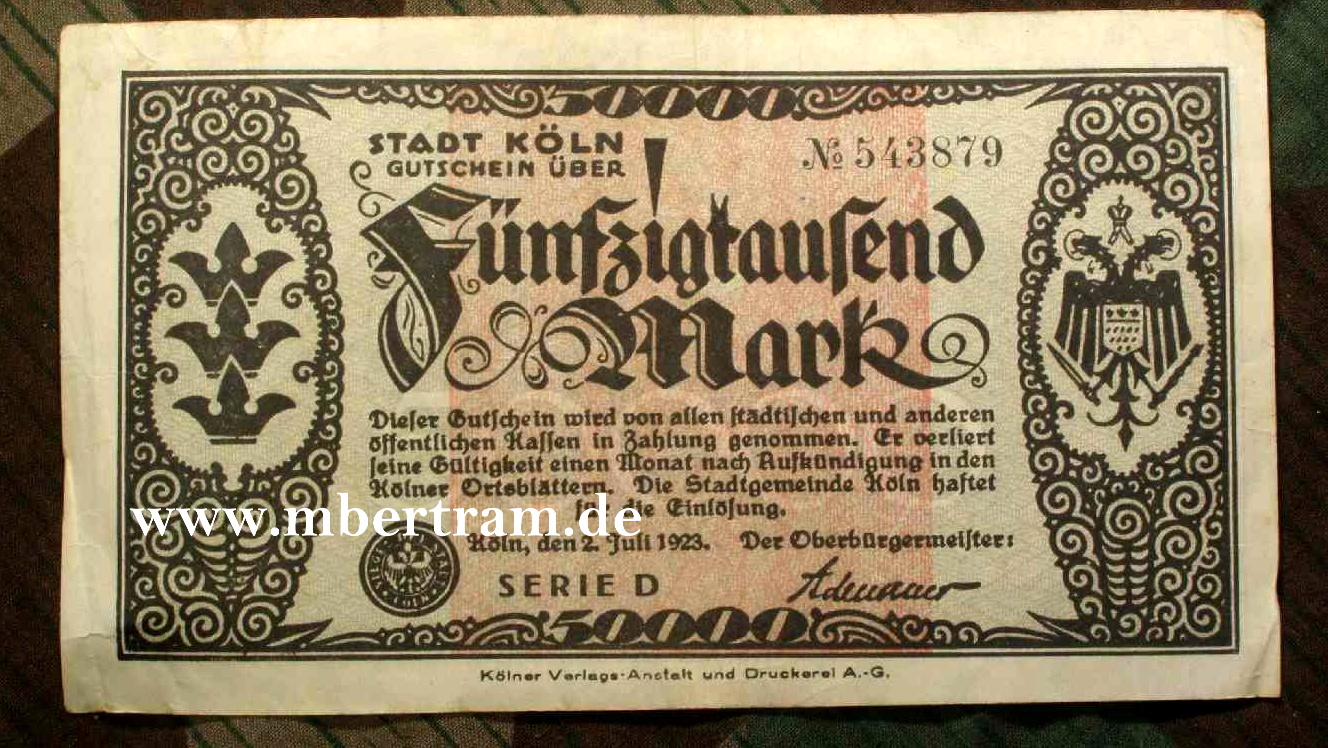 50000
STADT KÖLN
GUTSCHEIN ÜBER
№ 543879
Fünfzigtauſend
Mark
Dieſer Gutſchein wird von allen ſtädtiſchen und anderen
öffentlichen Kaſſen in Zahlung genommen. Er verliert
ſeine Gültigkeit einen Monat nach Aufkündigung in den
Kölner Ortsblättern. Die Stadtgemeinde Köln haftet
für die Einlöſung.
www.mbertram.de
Köln, den 2. Juli 1923. Der Oberbürgermeiſter:
SERIE D
Adenauer
50000
Kölner Verlags-Anstalt und Druckerei A.-G.